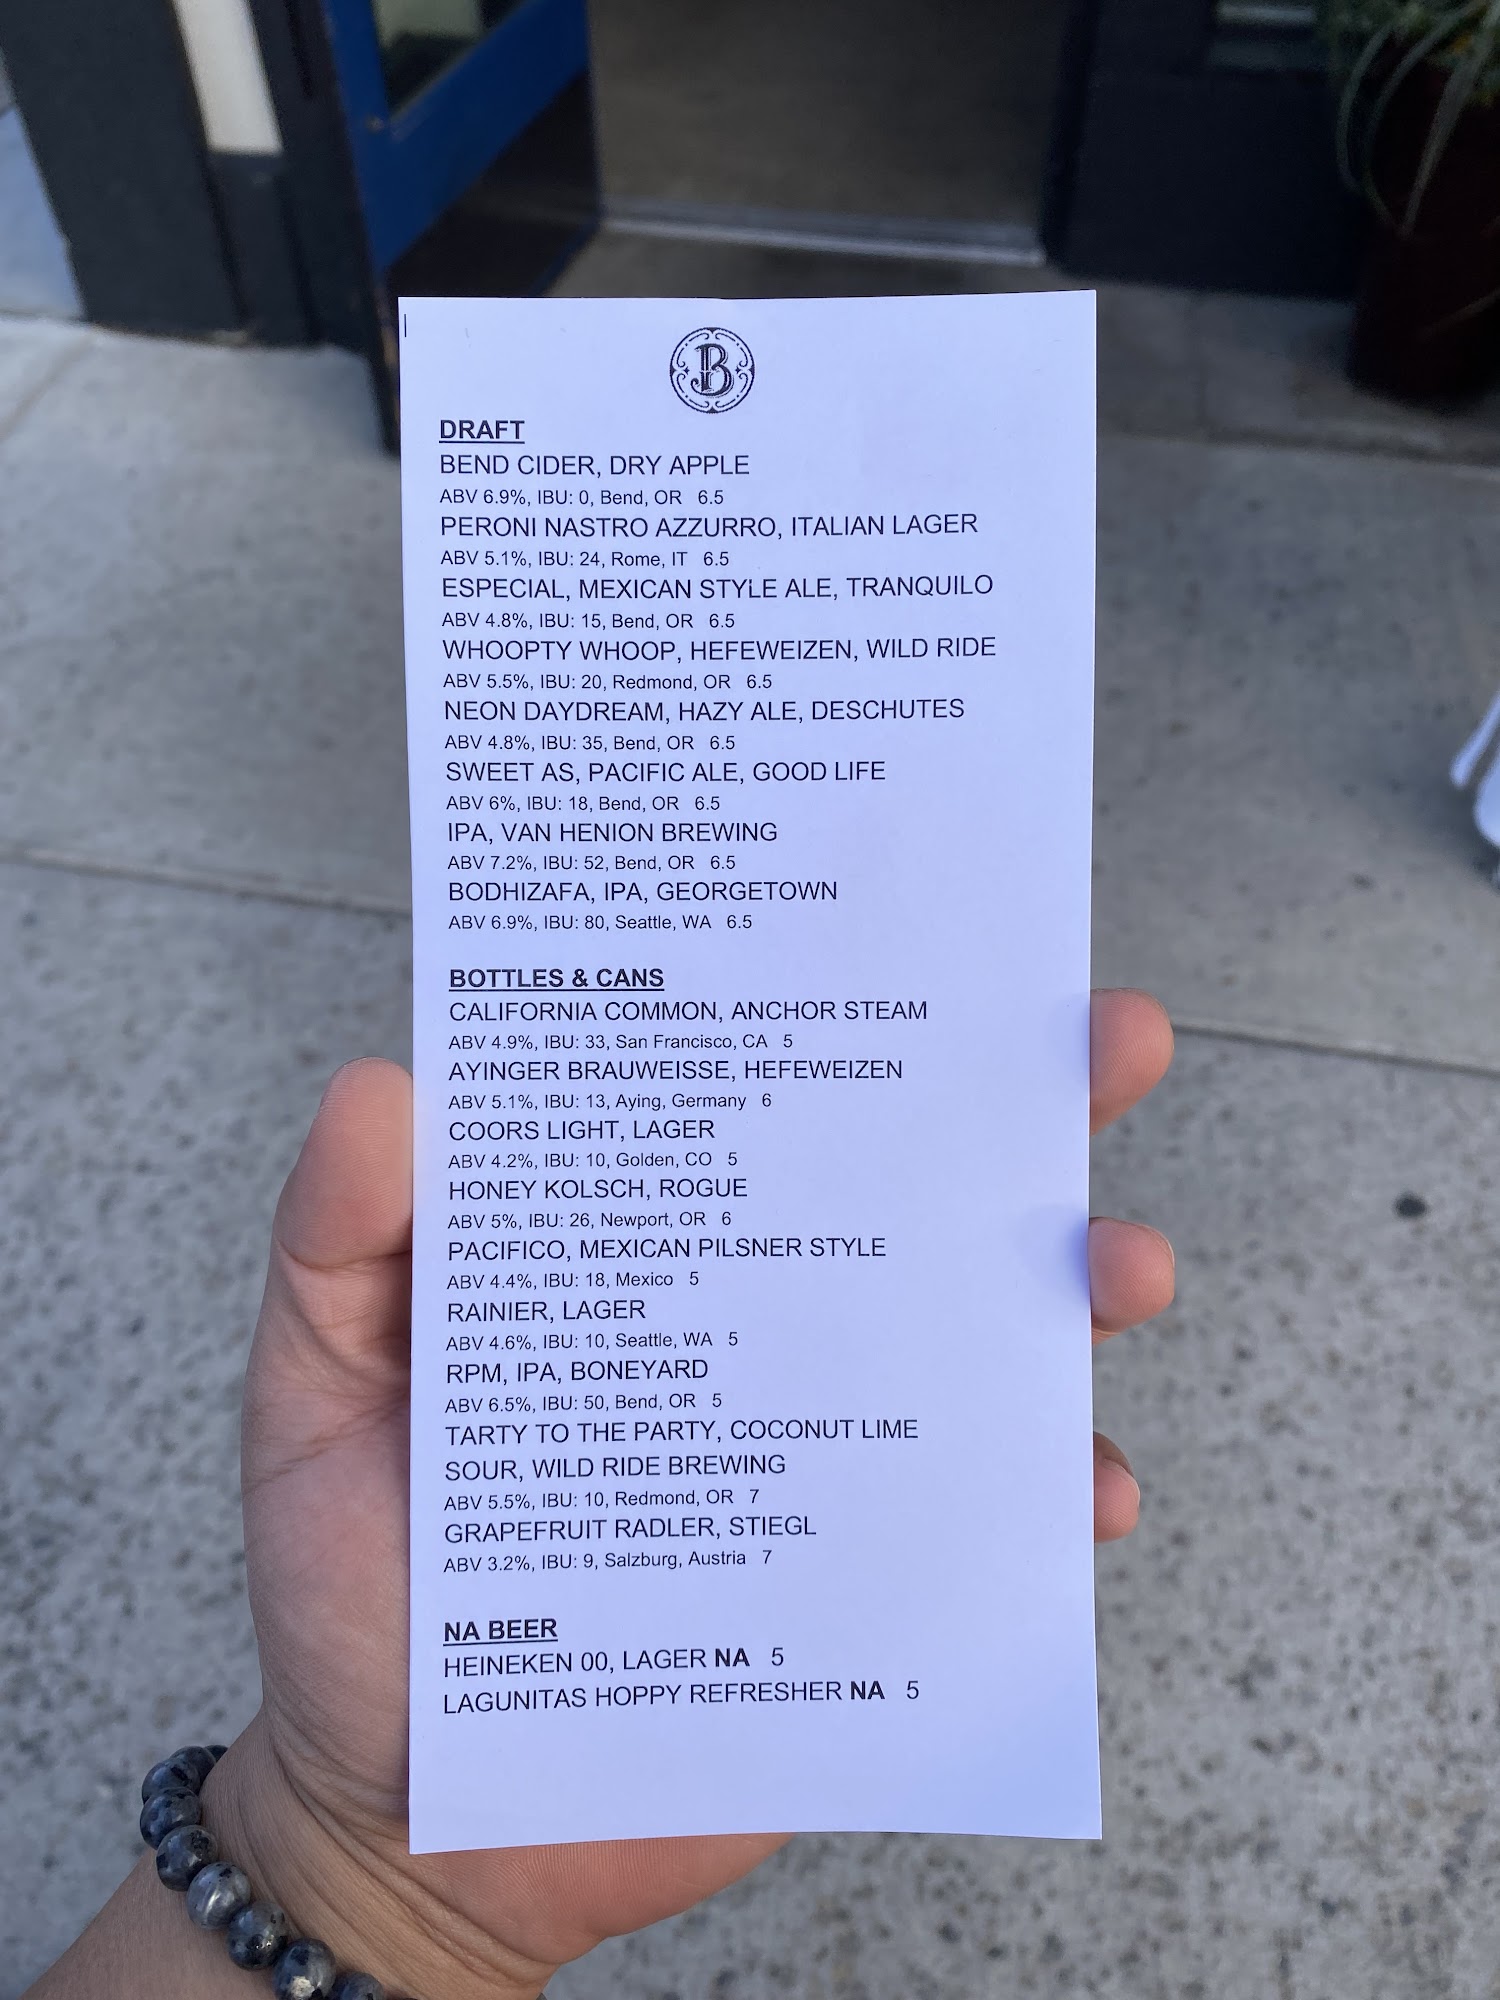 B
DRAFT
BEND CIDER, DRY APPLE
ABV 6.9%, IBU: 0, Bend, OR 6.5
PERONI NASTRO AZZURRO, ITALIAN LAGER
ABV 5.1%, IBU: 24, Rome, IT 6.5
ESPECIAL, MEXICAN STYLE ALE, TRANQUILO
ABV 4.8%, IBU: 15, Bend, OR 6.5
WHOOPTY WHOOP, HEFEWEIZEN, WILD RIDE
ABV 5.5%, IBU: 20, Redmond, OR 6.5
NEON DAYDREAM, HAZY ALE, DESCHUTES
ABV 4.8%, IBU: 35, Bend, OR 6.5
SWEET AS, PACIFIC ALE, GOOD LIFE
ABV 6%, IBU: 18, Bend, OR 6.5
IPA, VAN HENION BREWING
ABV 7.2%, IBU: 52, Bend, OR 6.5
BODHIZAFA, IPA, GEORGETOWN
ABV 6.9%, IBU: 80, Seattle, WA 6.5
BOTTLES & CANS
CALIFORNIA COMMON, ANCHOR STEAM
ABV 4.9%, IBU: 33, San Francisco, CA 5
AYINGER BRAUWEISSE, HEFEWEIZEN
ABV 5.1%, IBU: 13, Aying, Germany 6
COORS LIGHT, LAGER
ABV 4.2%, IBU: 10, Golden, CO 5
HONEY KOLSCH, ROGUE
ABV 5%, IBU: 26, Newport, OR 6
PACIFICO, MEXICAN PILSNER STYLE
ABV 4.4%, IBU: 18, Mexico 5
RAINIER, LAGER
ABV 4.6%, IBU: 10, Seattle, WA 5
RPM, IPA, BONEYARD
ABV 6.5%, IBU: 50, Bend, OR 5
TARTY TO THE PARTY, COCONUT LIME
SOUR, WILD RIDE BREWING
ABV 5.5%, IBU: 10, Redmond, OR 7
GRAPEFRUIT RADLER, STIEGL
ABV 3.2%, IBU: 9, Salzburg, Austria 7
NA BEER
HEINEKEN 00, LAGER NA 5
LAGUNITAS HOPPY REFRESHER NA 5